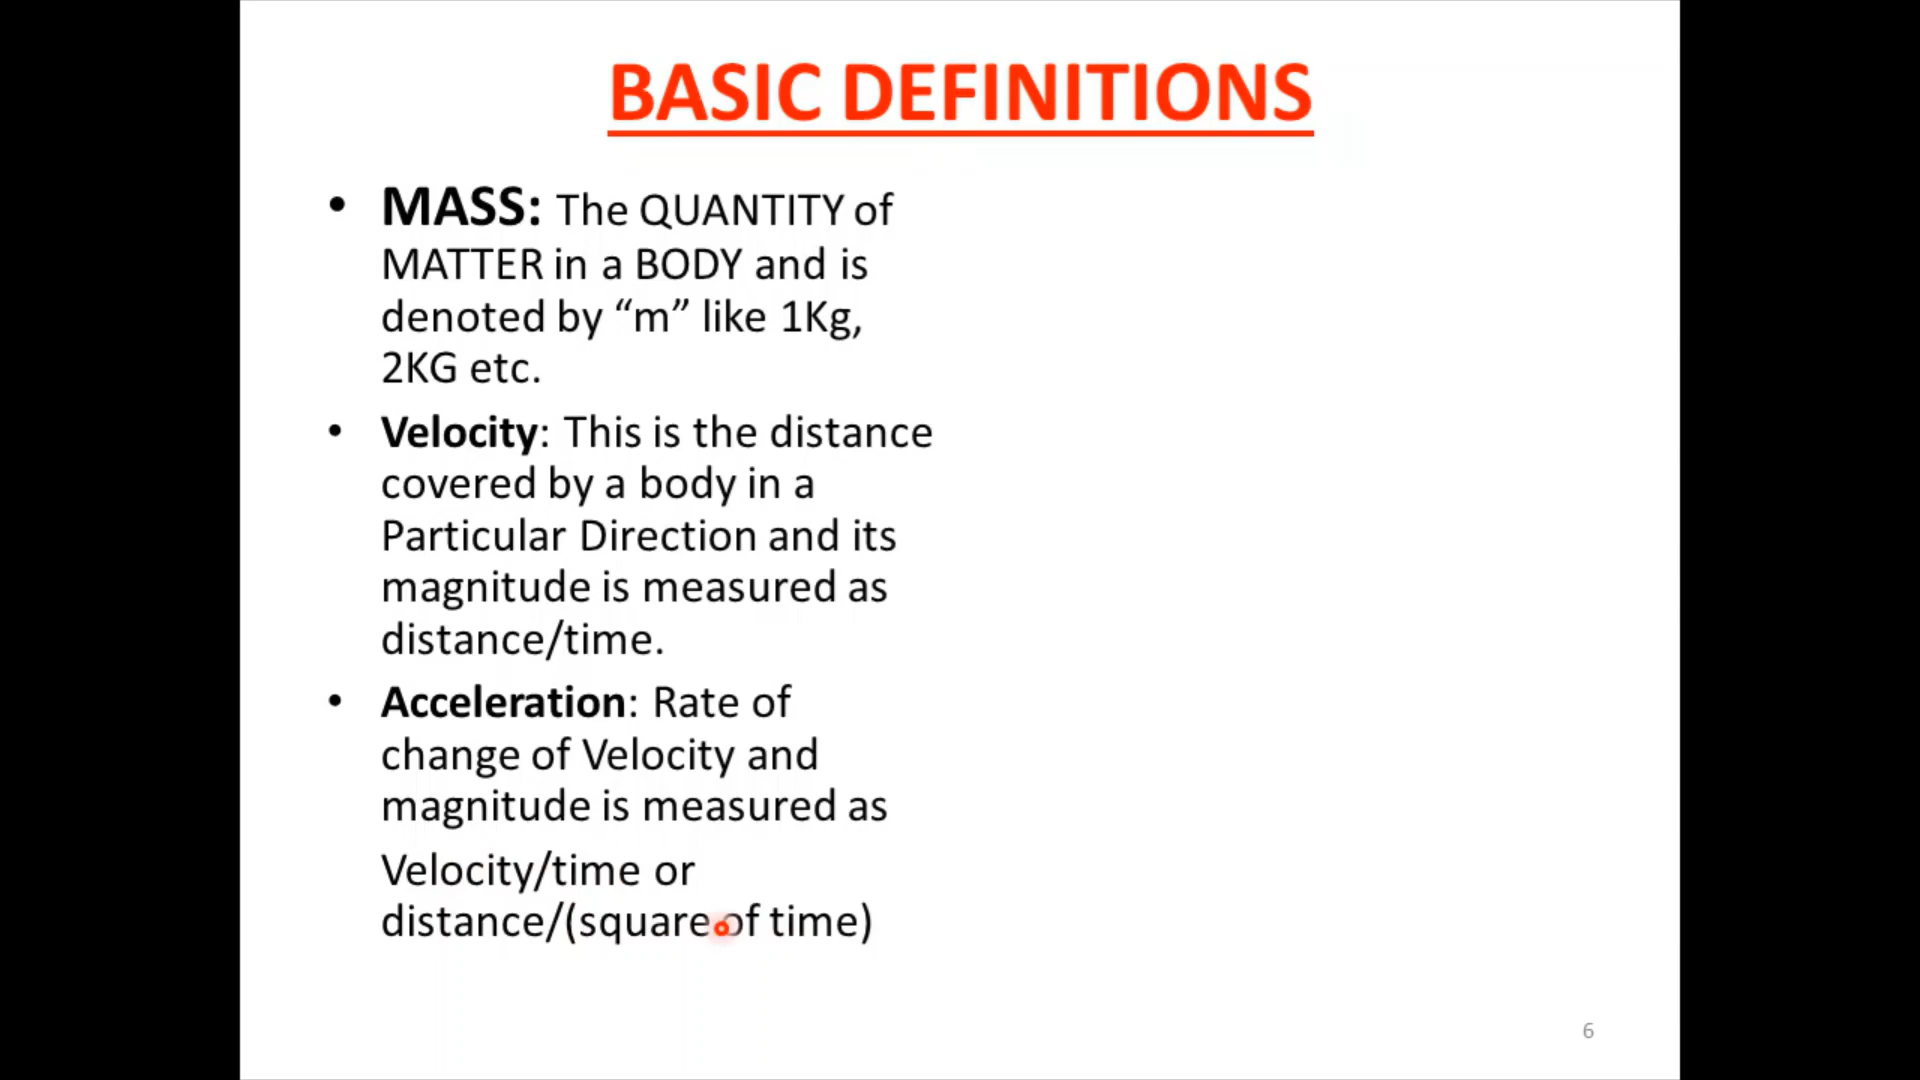 BASIC DEFINITIONS
• MASS: The QUANTITY of
MATTER in a BODY and is
denoted by “m” like 1Kg,
2KG etc.
• Velocity: This is the distance
covered by a body in a
Particular Direction and its
magnitude is measured as
distance/time.
• Acceleration: Rate of
change of Velocity and
magnitude is measured as
Velocity/time or
distance/(square of time)
6